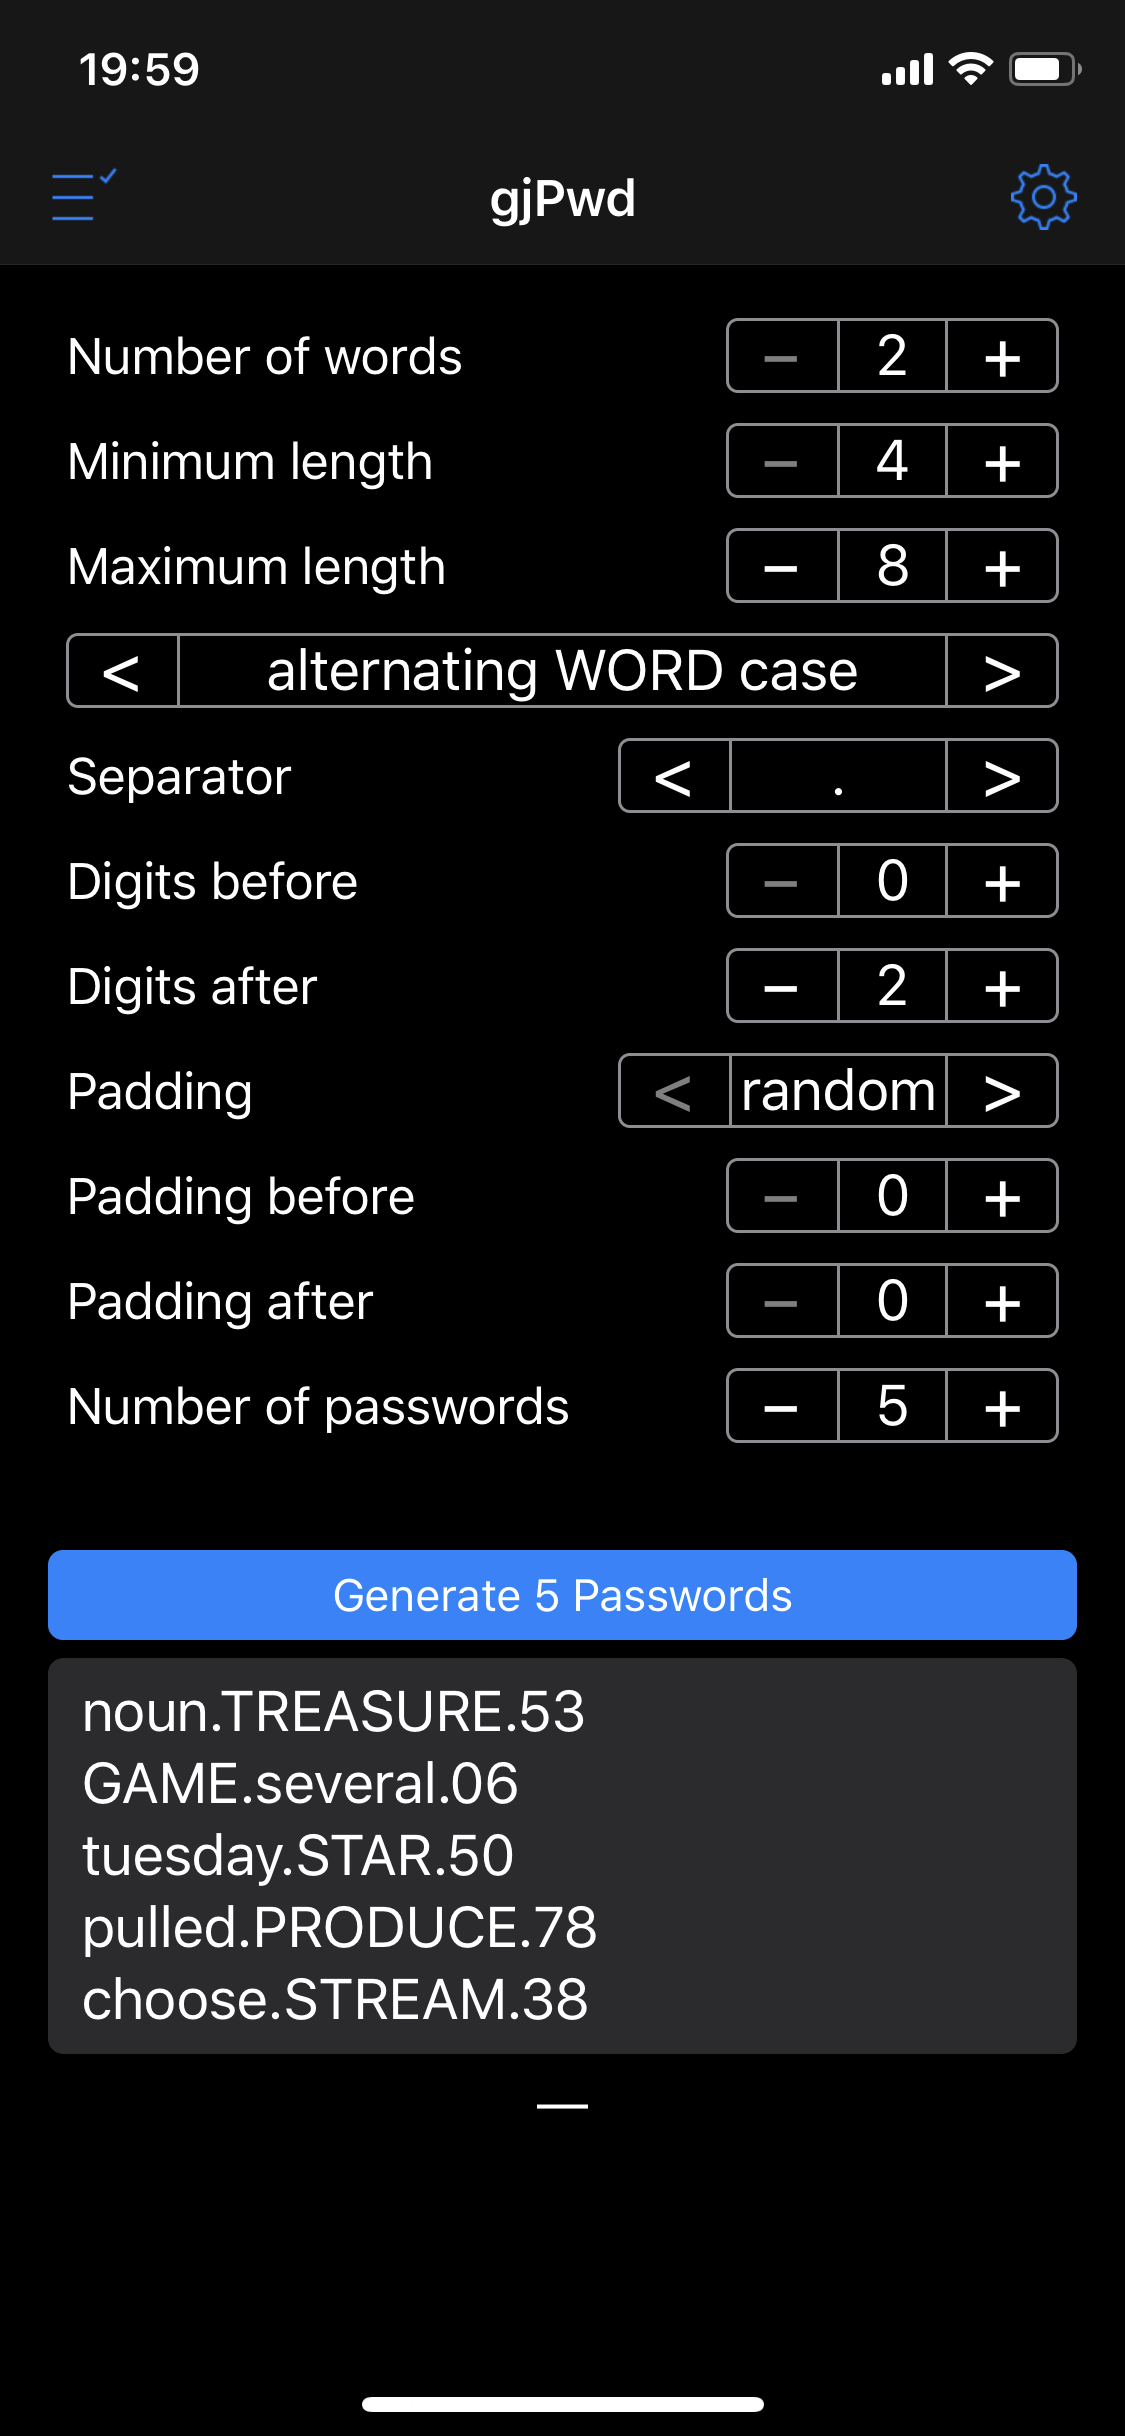 19:59
gjPwd
Number of words − 2 +
Minimum length − 4 +
Maximum length − 8 +
< alternating WORD case >
Separator < . >
Digits before − 0 +
Digits after − 2 +
Padding < random >
Padding before − 0 +
Padding after − 0 +
Number of passwords − 5 +
Generate 5 Passwords
noun.TREASURE.53
GAME.several.06
tuesday.STAR.50
pulled.PRODUCE.78
choose.STREAM.38
—